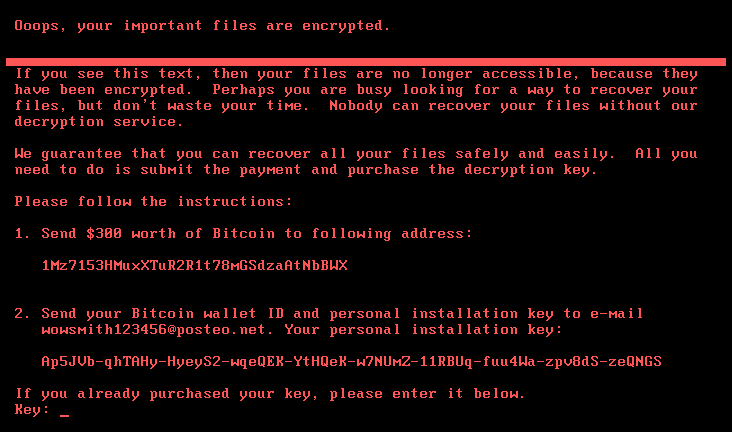 Ooops, your important files are encrypted.
If you see this text, then your files are no longer accessible, because they
have been encrypted.  Perhaps you are busy looking for a way to recover your
files, but don't waste your time.  Nobody can recover your files without our
decryption service.
We guarantee that you can recover all your files safely and easily.  All you
need to do is submit the payment and purchase the decryption key.
Please follow the instructions:
1. Send $300 worth of Bitcoin to following address:
1Mz7153HMuxXTuR2R1t78mGSdzaAtNbBWX
2. Send your Bitcoin wallet ID and personal installation key to e-mail
wowsmith123456@posteo.net. Your personal installation key:
Ap5JVb-qhTAHy-HyeyS2-wqeQEK-YtHQeK-w7NUmZ-11RBUq-fuu4Wa-zpv8dS-zeQNGS
If you already purchased your key, please enter it below.
Key: _